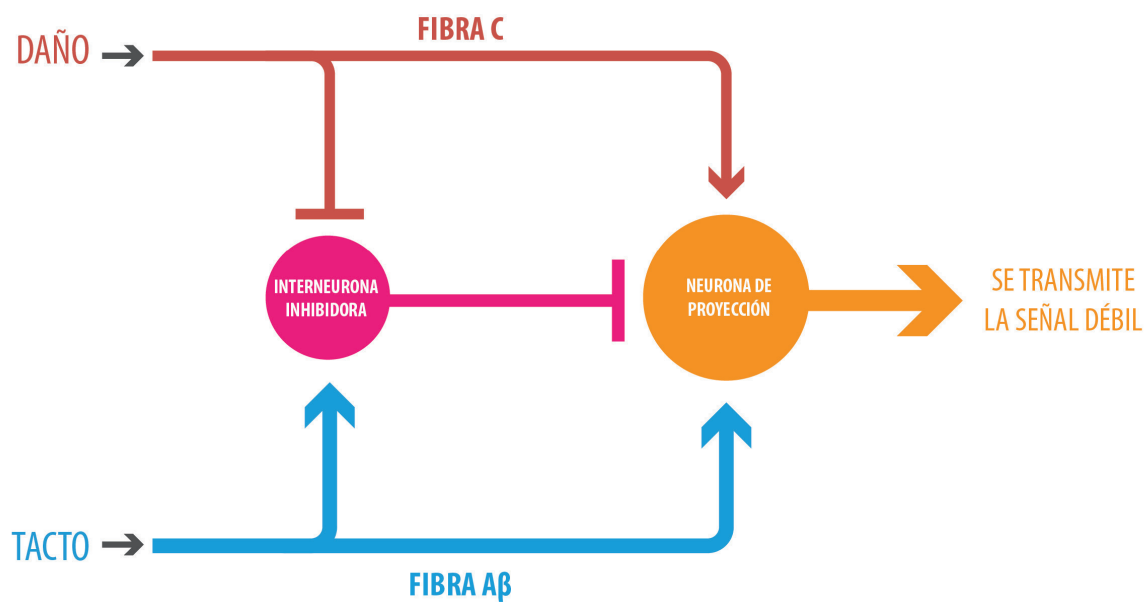 FIBRA C
DAÑO
INTERNEURONA
INHIBIDORA
NEURONA DE
PROYECCIÓN
SE TRANSMITE
LA SEÑAL DÉBIL
TACTO
FIBRA Aβ